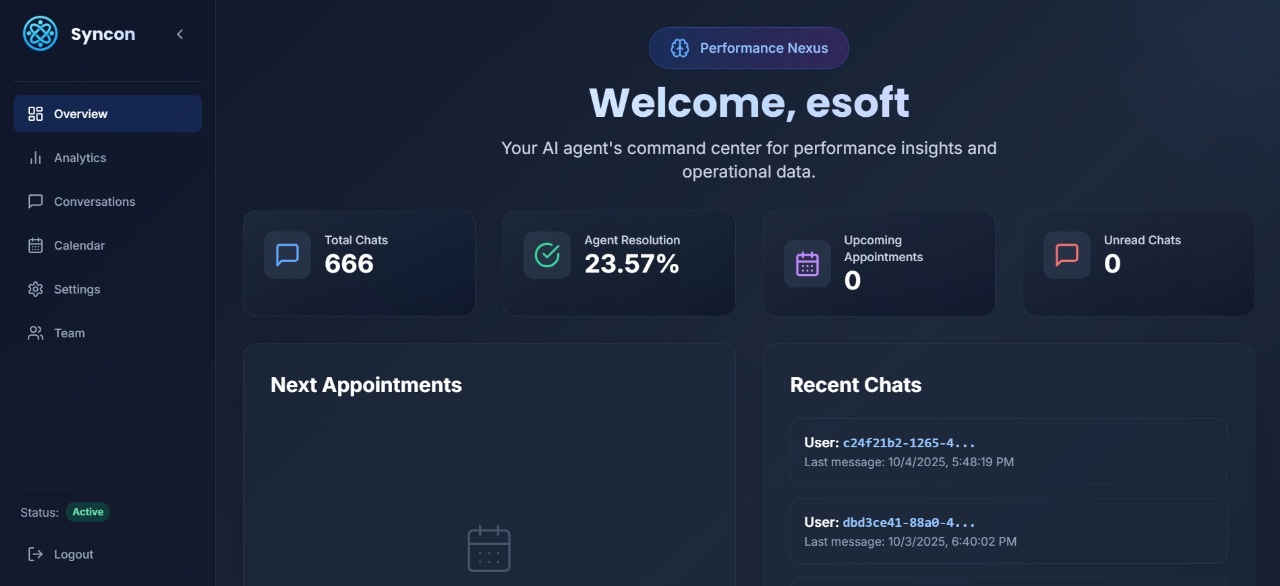 Syncon
Overview
Analytics
Conversations
Calendar
Settings
Team
Status: Active
Logout
Performance Nexus
Welcome, esoft
Your AI agent's command center for performance insights and
operational data.
Total Chats
666
Agent Resolution
23.57%
Upcoming
Appointments
0
Unread Chats
0
Next Appointments
Recent Chats
User: c24f21b2-1265-4...
Last message: 10/4/2025, 5:48:19 PM
User: dbd3ce41-88a0-4...
Last message: 10/3/2025, 6:40:02 PM